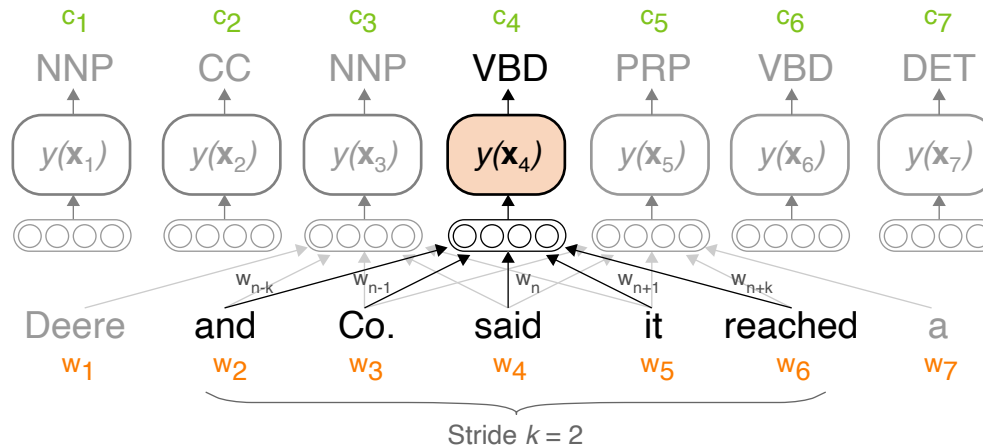 c1 c2 c3 c4 c5 c6 c7
NNP CC NNP VBD PRP VBD DET
y(x1) y(x2) y(x3) y(x4) y(x5) y(x6) y(x7)
wn-k wn-1 wn wn+1 wn+k
Deere and Co. said it reached a
w1 w2 w3 w4 w5 w6 w7
Stride k = 2